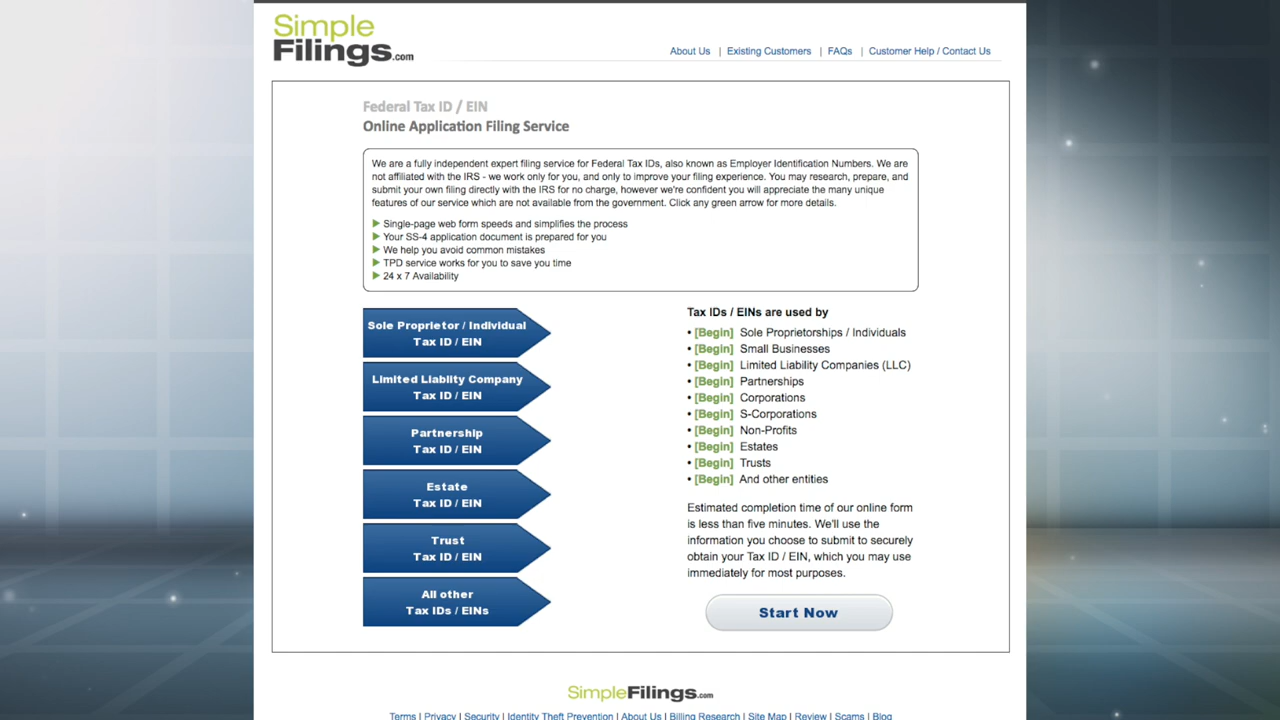 Simple
Filings.com
About Us | Existing Customers | FAQs | Customer Help / Contact Us
Federal Tax ID / EIN
Online Application Filing Service
We are a fully independent expert filing service for Federal Tax IDs, also known as Employer Identification Numbers. We are
not affiliated with the IRS - we work only for you, and only to improve your filing experience. You may research, prepare, and
submit your own filing directly with the IRS for no charge, however we're confident you will appreciate the many unique
features of our service which are not available from the government. Click any green arrow for more details.
Single-page web form speeds and simplifies the process
Your SS-4 application document is prepared for you
We help you avoid common mistakes
TPD service works for you to save you time
24 x 7 Availability
Sole Proprietor / Individual
Tax ID / EIN
Limited Liablity Company
Tax ID / EIN
Partnership
Tax ID / EIN
Estate
Tax ID / EIN
Trust
Tax ID / EIN
All other
Tax IDs / EINs
Tax IDs / EINs are used by
• [Begin] Sole Proprietorships / Individuals
• [Begin] Small Businesses
• [Begin] Limited Liability Companies (LLC)
• [Begin] Partnerships
• [Begin] Corporations
• [Begin] S-Corporations
• [Begin] Non-Profits
• [Begin] Estates
• [Begin] Trusts
• [Begin] And other entities
Estimated completion time of our online form
is less than five minutes. We'll use the
information you choose to submit to securely
obtain your Tax ID / EIN, which you may use
immediately for most purposes.
Start Now
SimpleFilings.com
Terms | Privacy | Security | Identity Theft Prevention | About Us | Billing Research | Site Map | Review | Scams | Blog